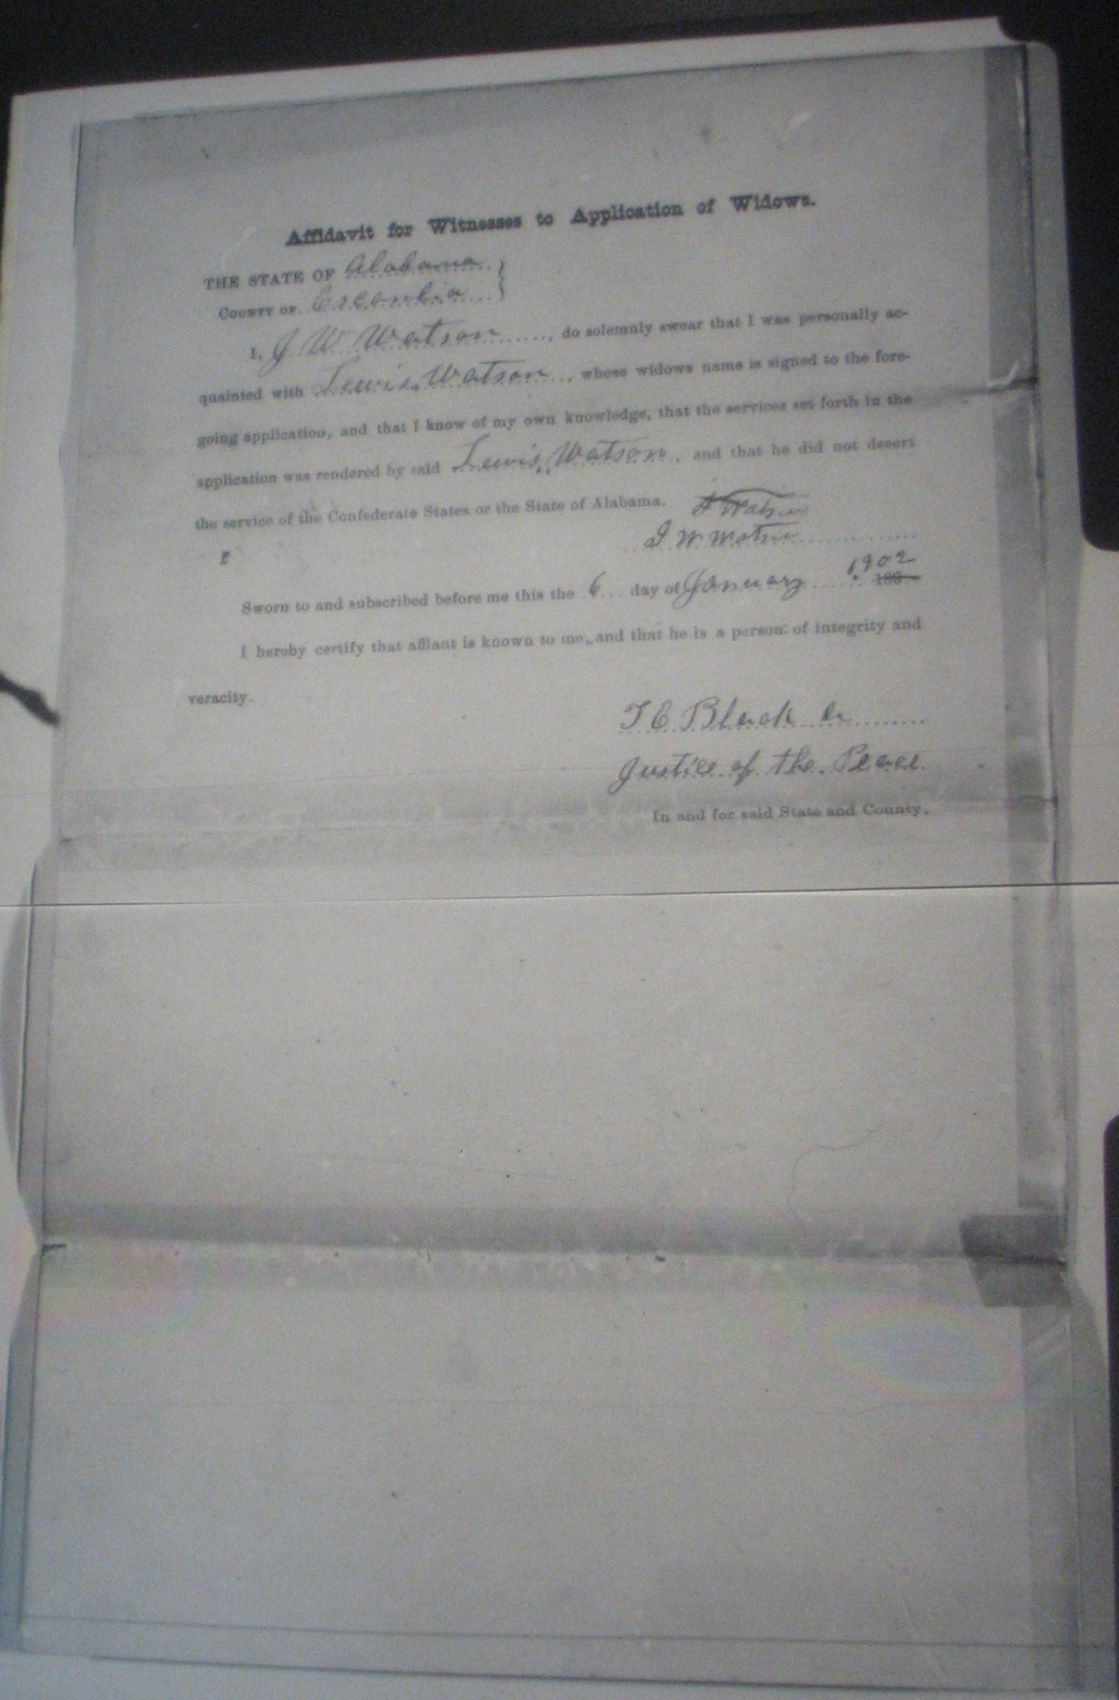 Affidavit for Witnesses to Application of Widows.
THE STATE OF Alabama }
COUNTY OF Escambia
I, J W Watson, do solemnly swear that I was personally ac-
quainted with Lewis Watson, whose widows name is signed to the fore-
going application, and that I know of my own knowledge, that the services set forth in the
application was rendered by said Lewis Watson, and that he did not desert
the service of the Confederate States or the State of Alabama. Watson
J W Watson
Sworn to and subscribed before me this the 6 day of January 1902 189
I hereby certify that affiant is known to me, and that he is a person of integrity and
veracity.
T E Black
Justice of the Peace
In and for said State and County.